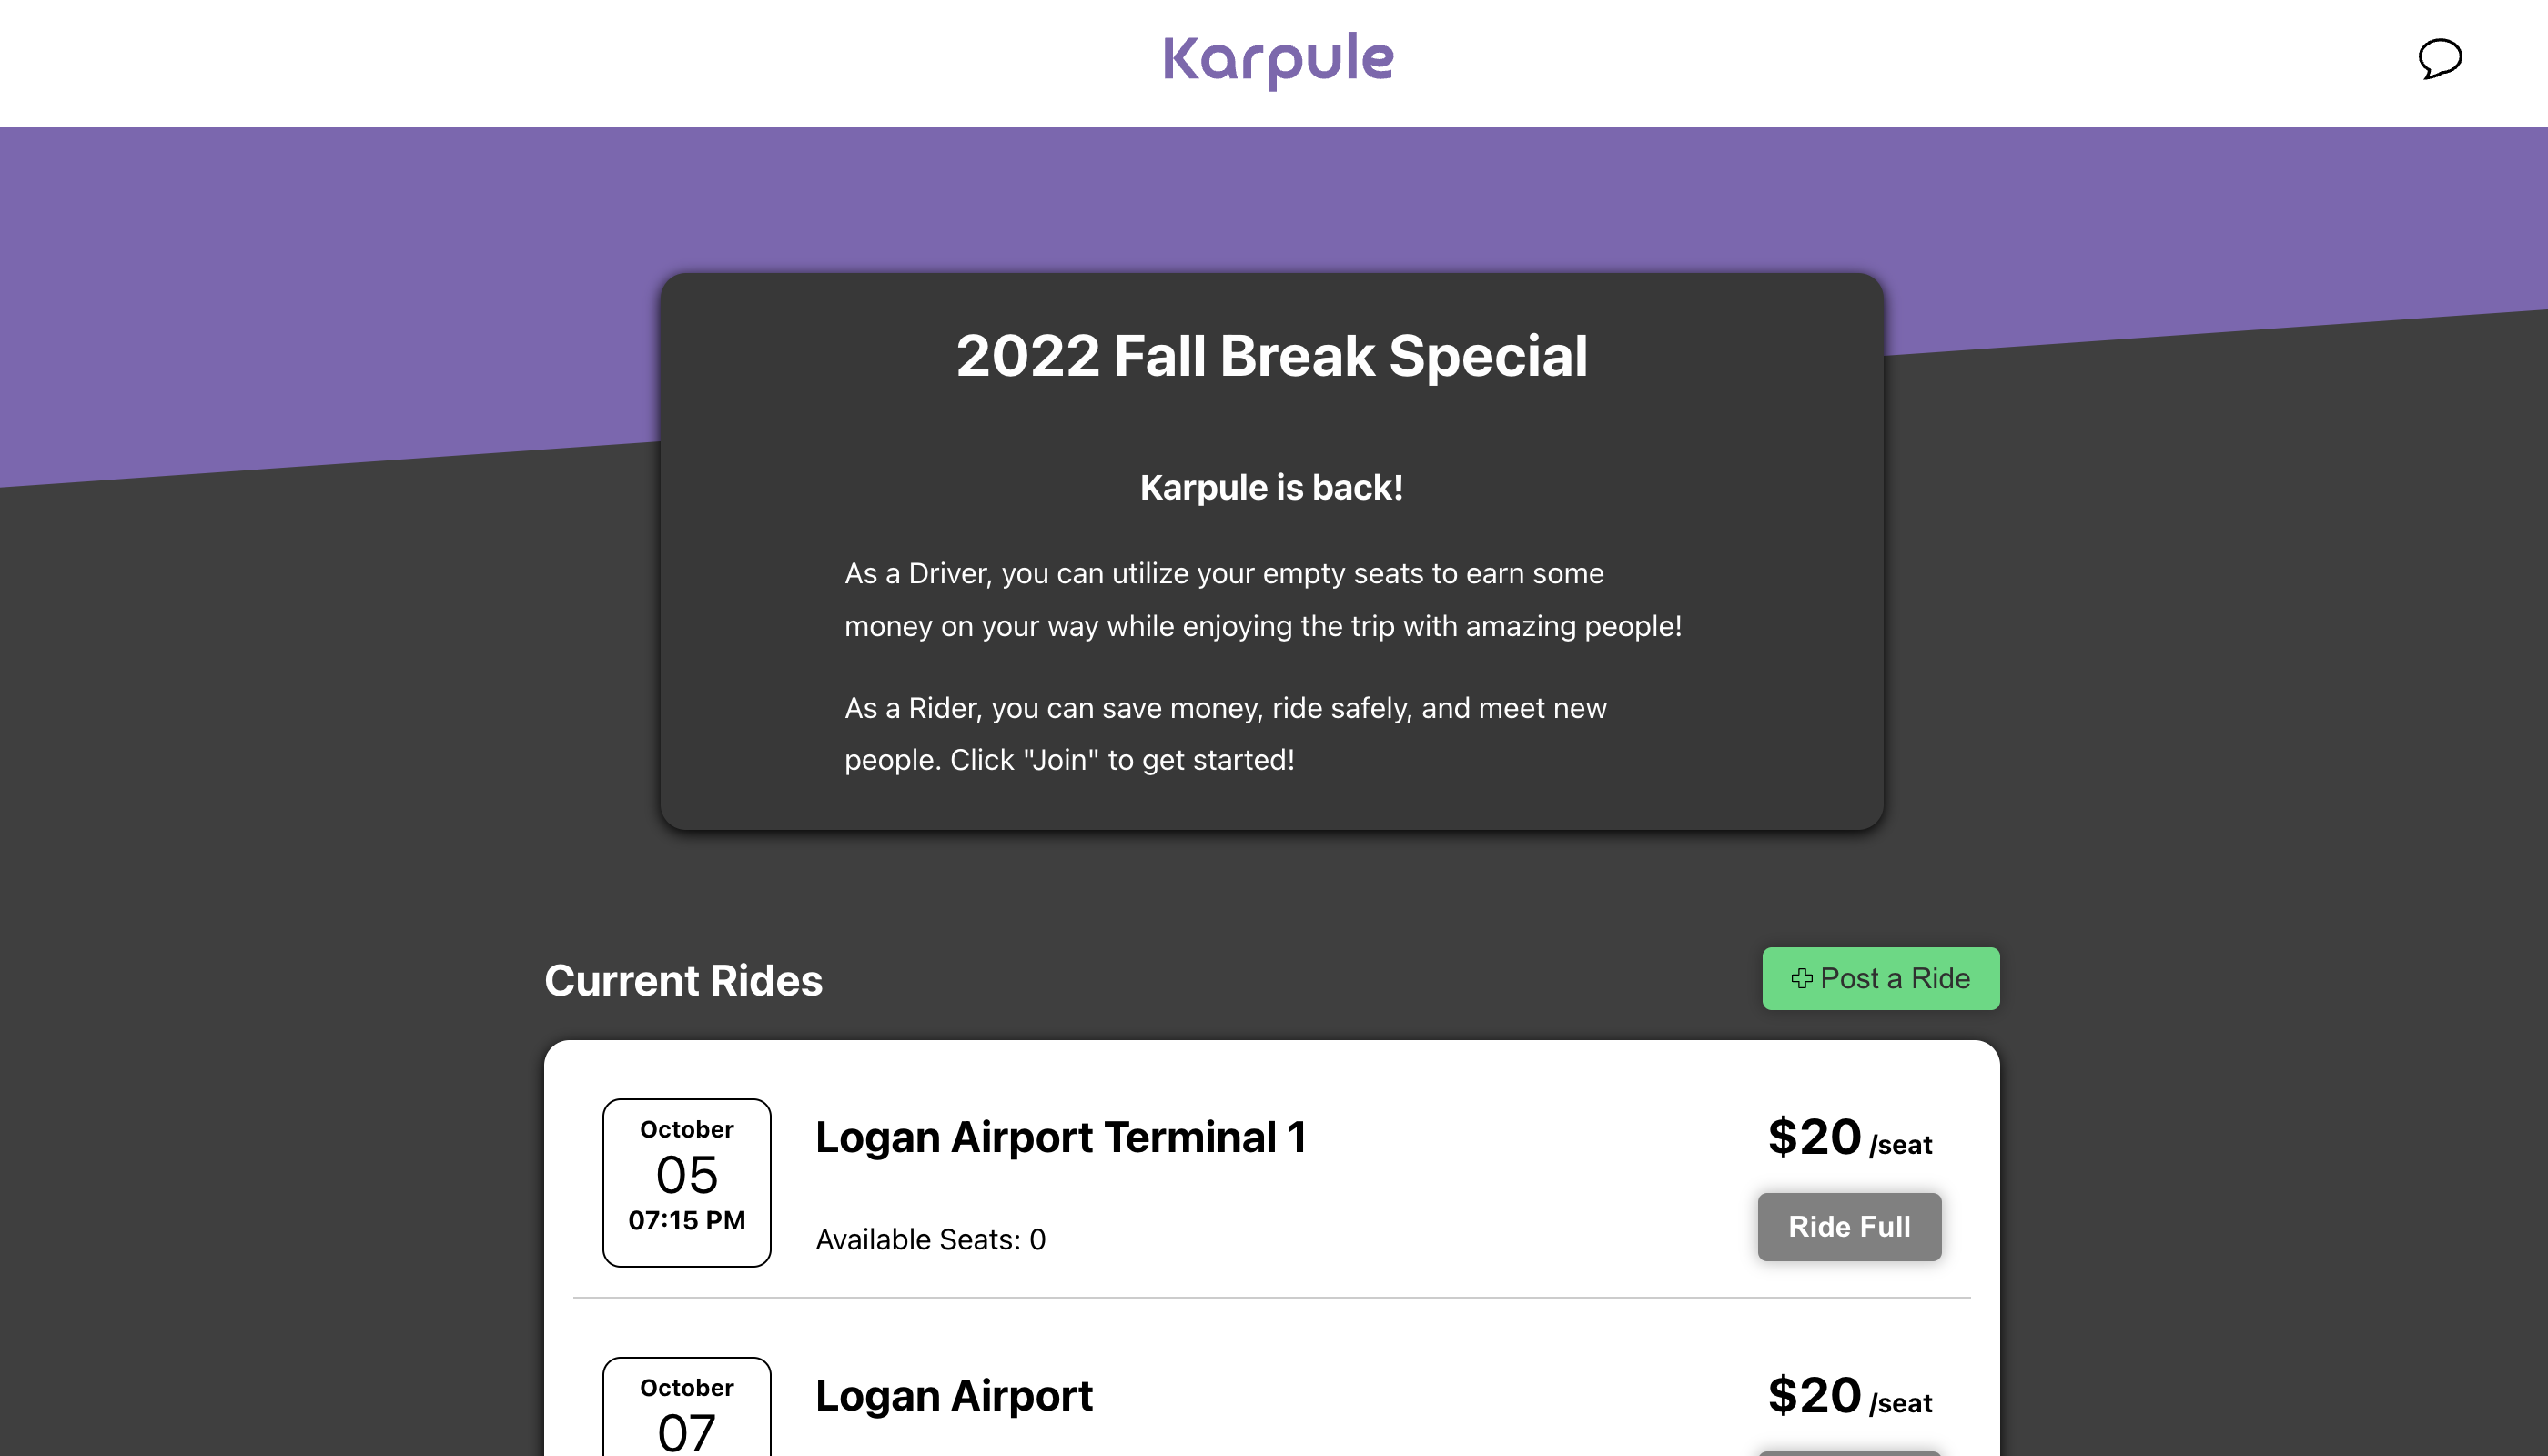 Karpule
2022 Fall Break Special
Karpule is back!
As a Driver, you can utilize your empty seats to earn some
money on your way while enjoying the trip with amazing people!
As a Rider, you can save money, ride safely, and meet new
people. Click "Join" to get started!
Current Rides
Post a Ride
October
05
07:15 PM
Logan Airport Terminal 1
Available Seats: 0
$20 /seat
Ride Full
October
07
Logan Airport
$20 /seat